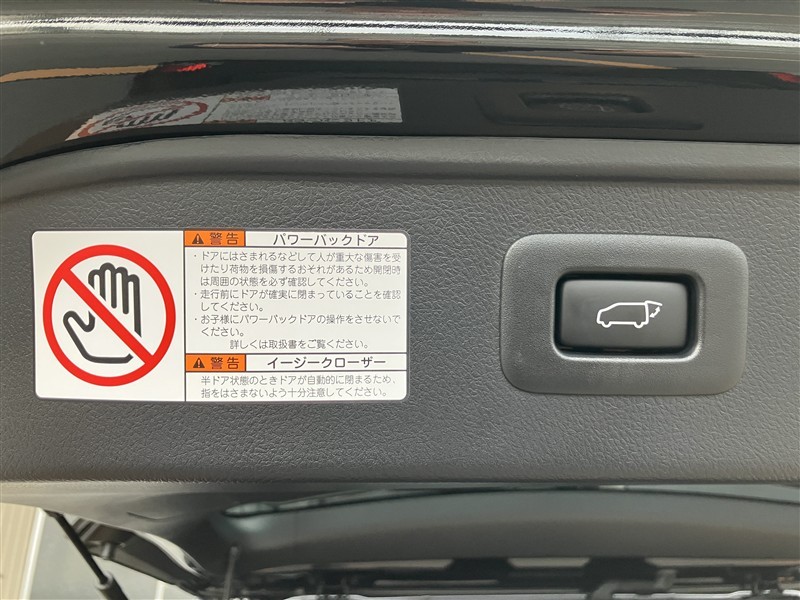 警告 パワーバックドア
・ドアにはさまれるなどして人が重大な傷害を受
けたり荷物を損傷するおそれがあるため開閉時
は周囲の状態を必ず確認してください。
・走行前にドアが確実に閉まっていることを確認
してください。
・お子様にパワーバックドアの操作をさせないで
ください。
詳しくは取扱書をご覧ください。
警告 イージークローザー
半ドア状態のときドアが自動的に閉まるため,
指をはさまないよう十分注意してください。